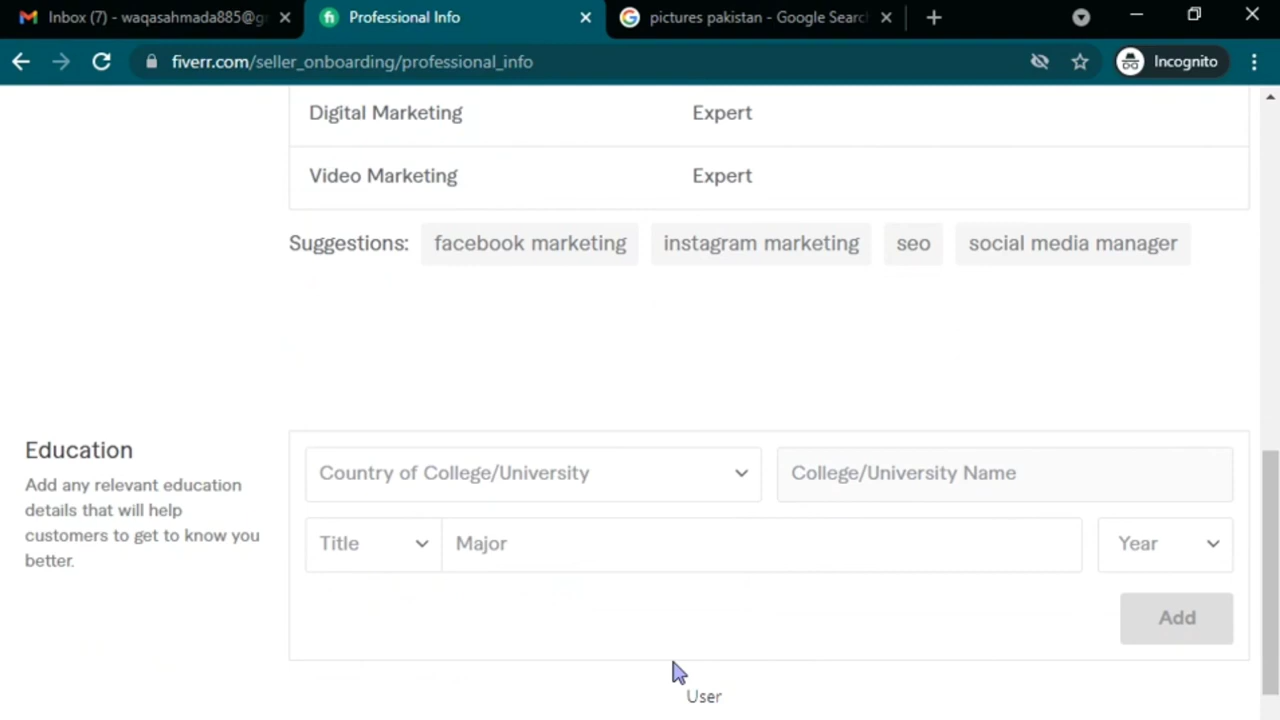 Inbox (7) - waqasahmada885@g
Professional Info
pictures pakistan - Google Searc
fiverr.com/seller_onboarding/professional_info
Incognito
Digital Marketing Expert
Video Marketing Expert
Suggestions: facebook marketing instagram marketing seo social media manager
Education
Add any relevant education
details that will help
customers to get to know you
better.
Country of College/University College/University Name
Title Major Year
Add
User